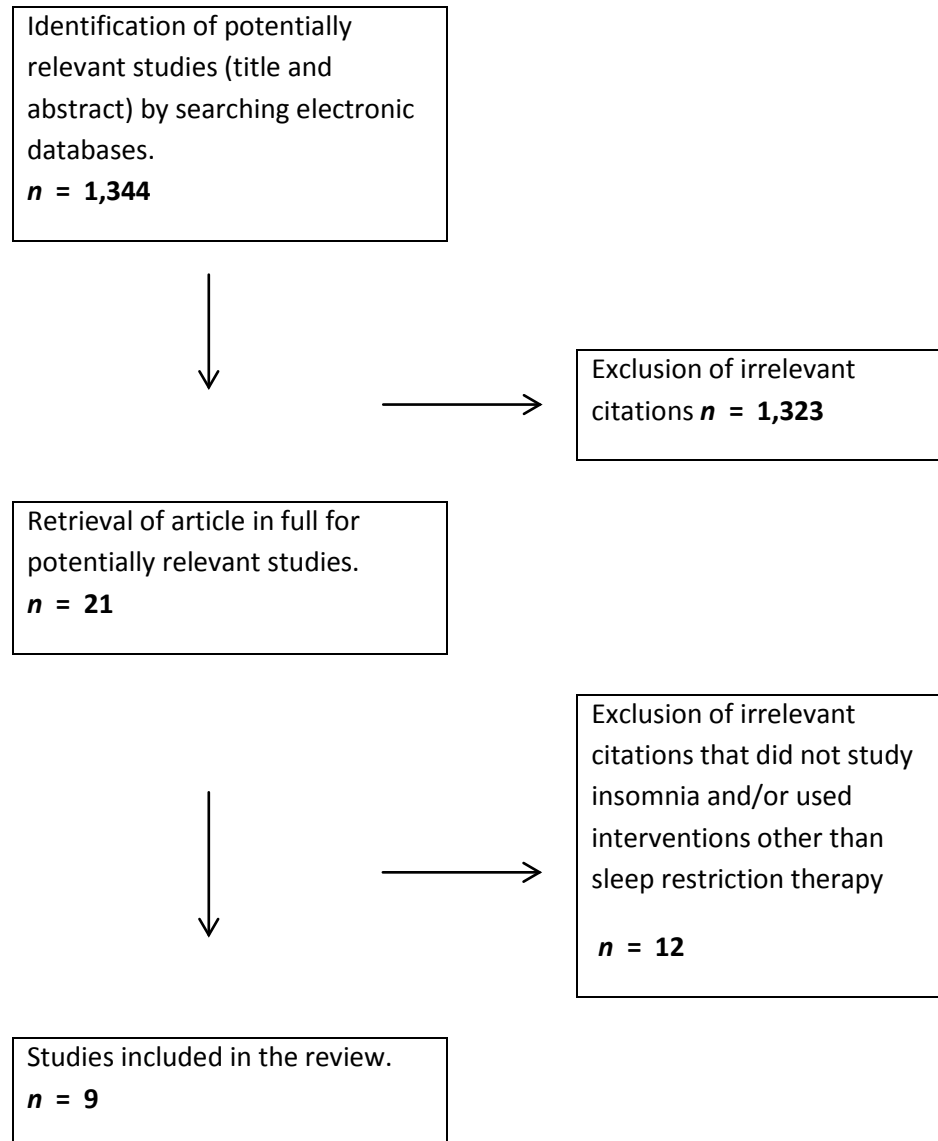 Identification of potentially
relevant studies (title and
abstract) by searching electronic
databases.
n = 1,344
Exclusion of irrelevant
citations n = 1,323
Retrieval of article in full for
potentially relevant studies.
n = 21
Exclusion of irrelevant
citations that did not study
insomnia and/or used
interventions other than
sleep restriction therapy
n = 12
Studies included in the review.
n = 9